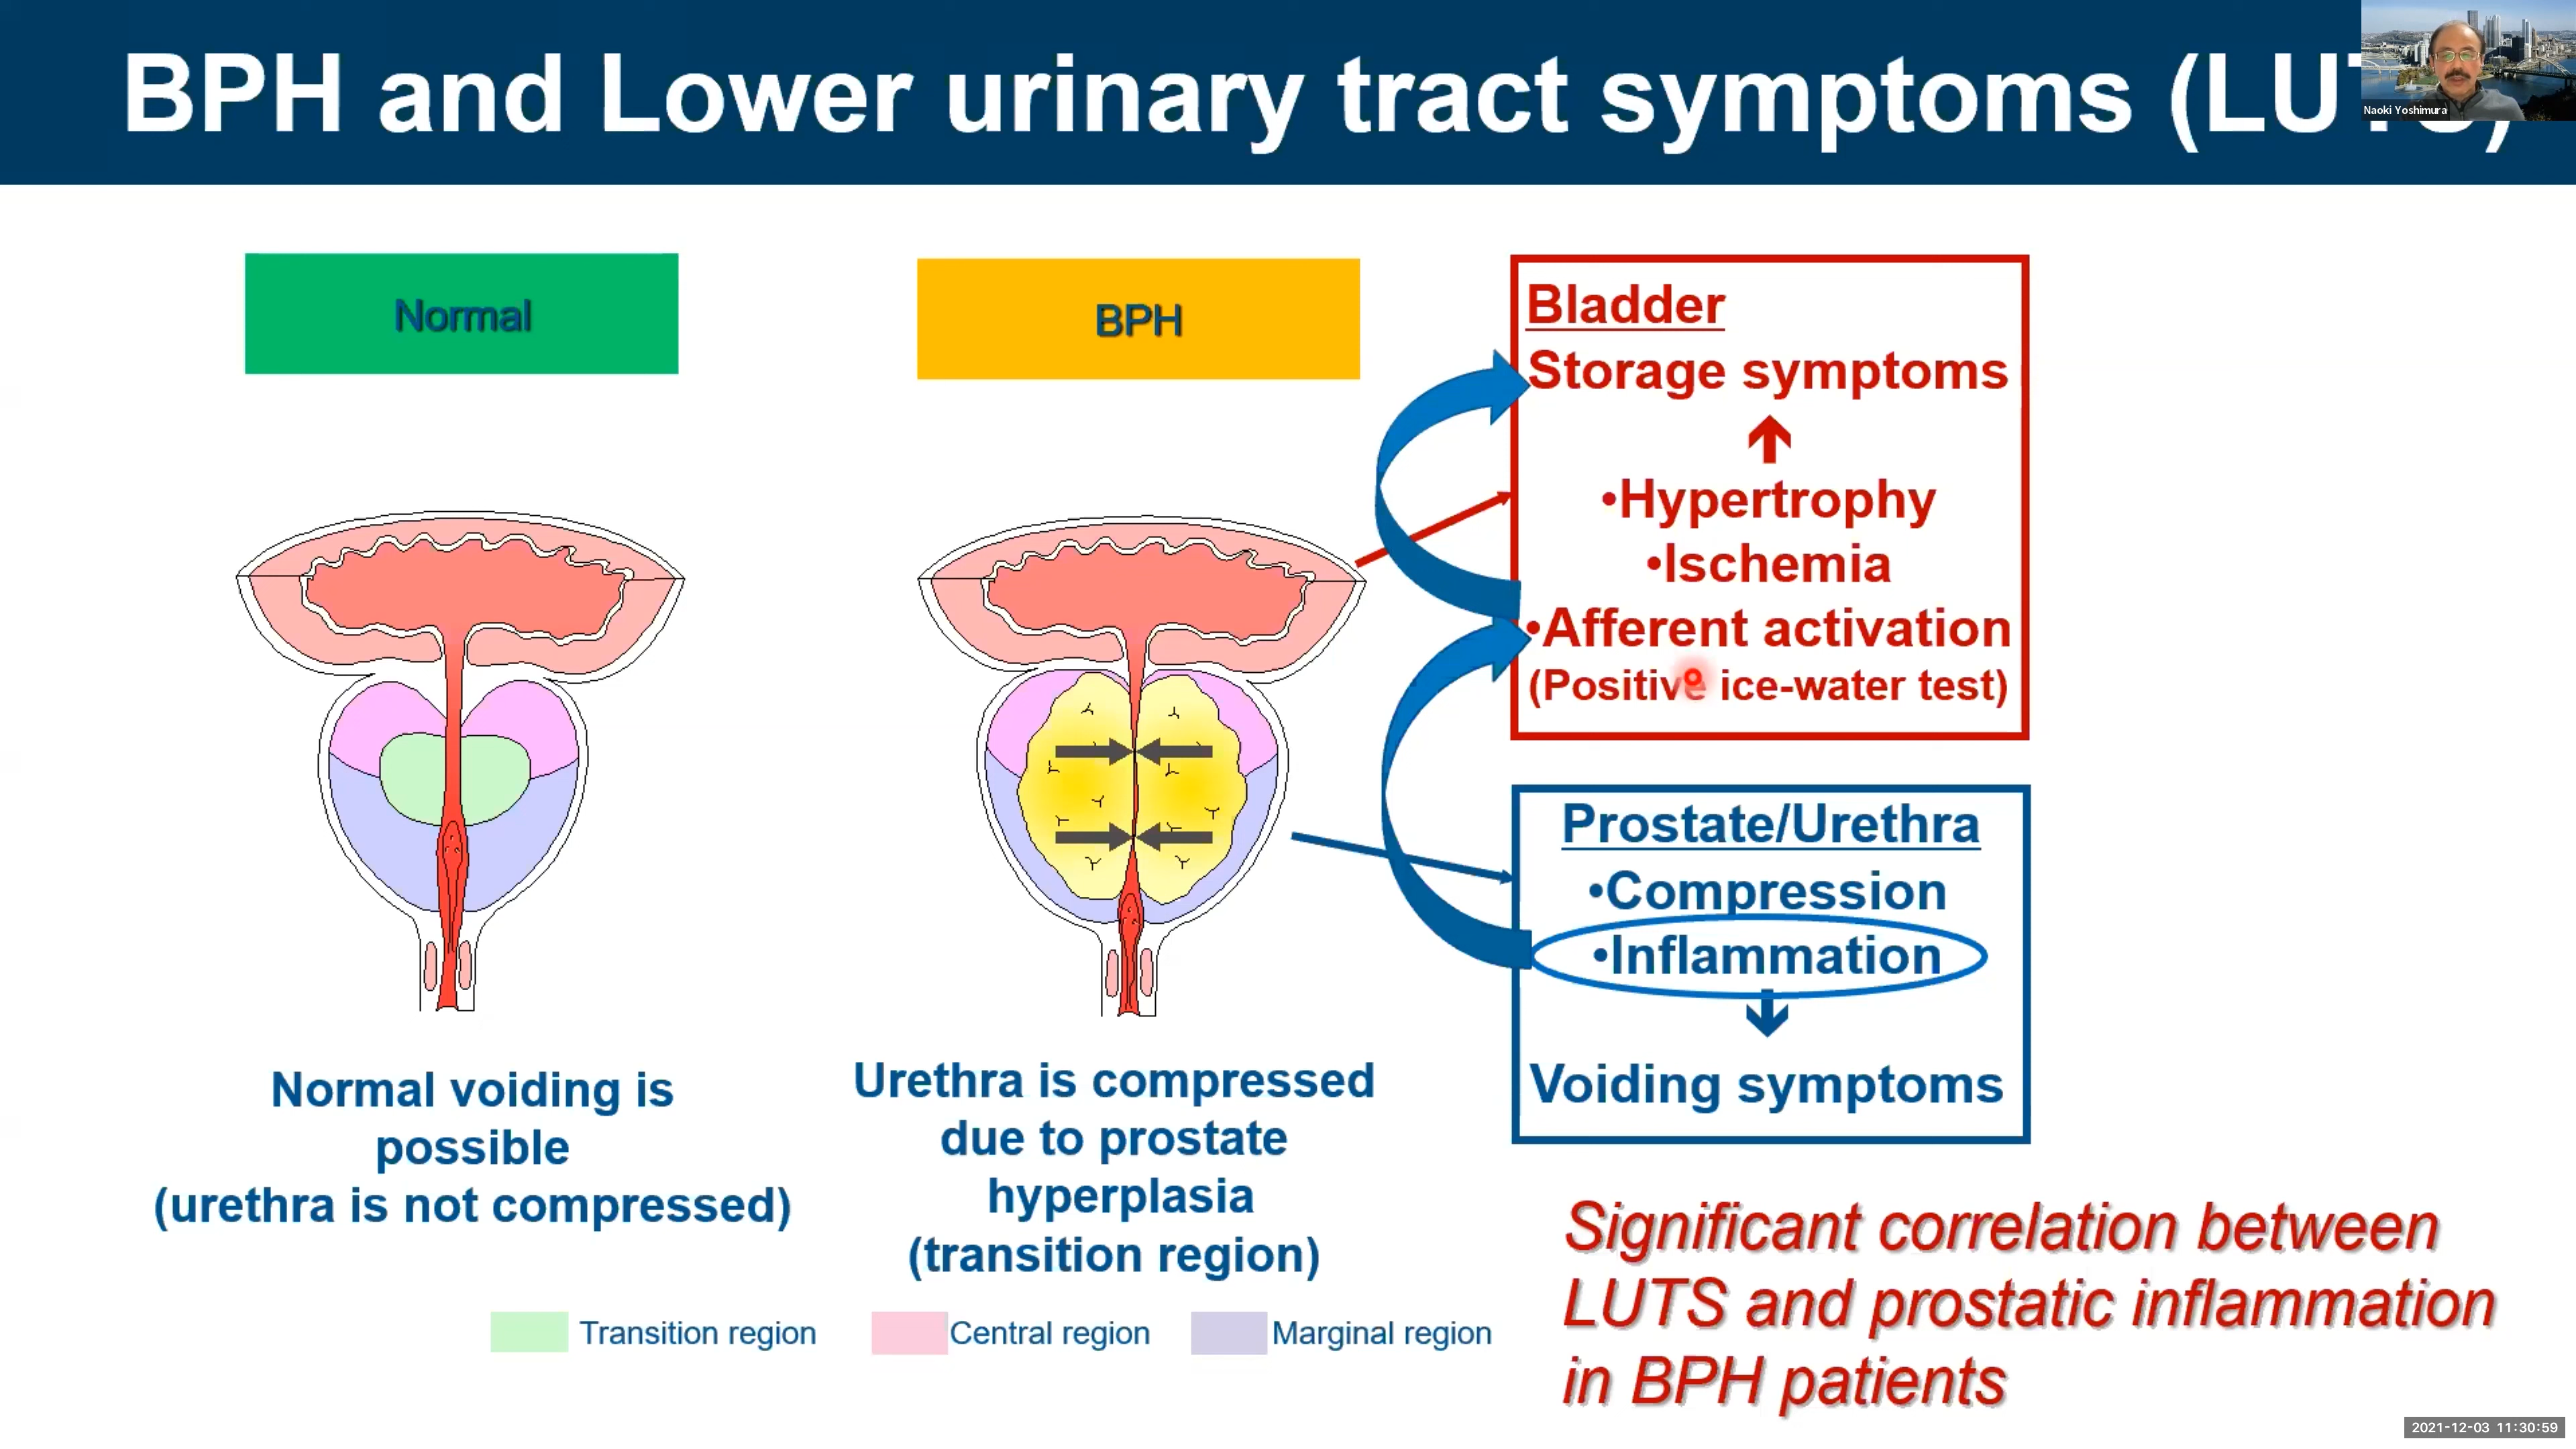 BPH and Lower urinary tract symptoms (LUTS)
Naoki Yoshimura
Normal
BPH
Bladder
Storage symptoms
•Hypertrophy
•Ischemia
•Afferent activation
(Positive ice-water test)
Prostate/Urethra
•Compression
•Inflammation
Voiding symptoms
Normal voiding is
possible
(urethra is not compressed)
Urethra is compressed
due to prostate
hyperplasia
(transition region)
Transition region
Central region
Marginal region
Significant correlation between
LUTS and prostatic inflammation
in BPH patients
2021-12-03 11:30:59